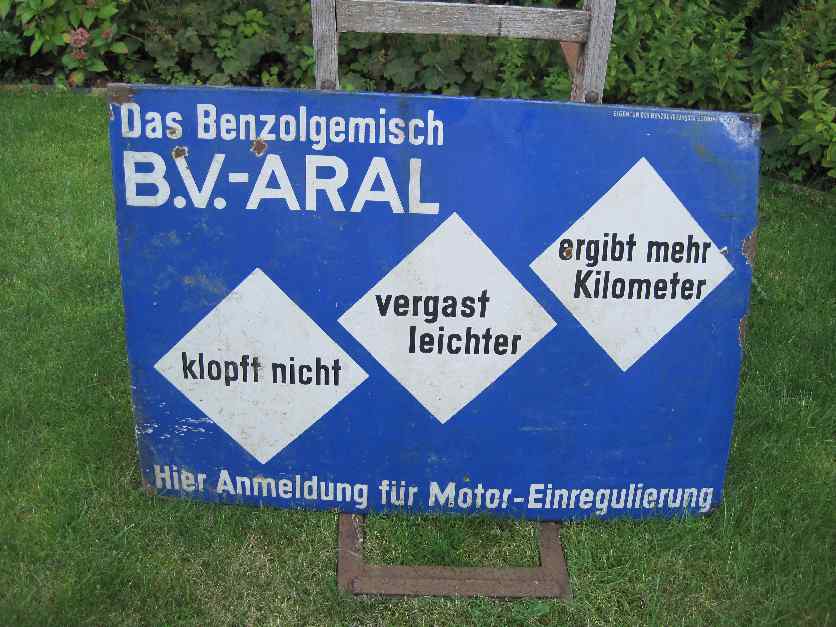 Das Benzolgemisch
B.V.-ARAL
ergibt mehr
Kilometer
vergast
leichter
klopft nicht
Hier Anmeldung für Motor-Einregulierung